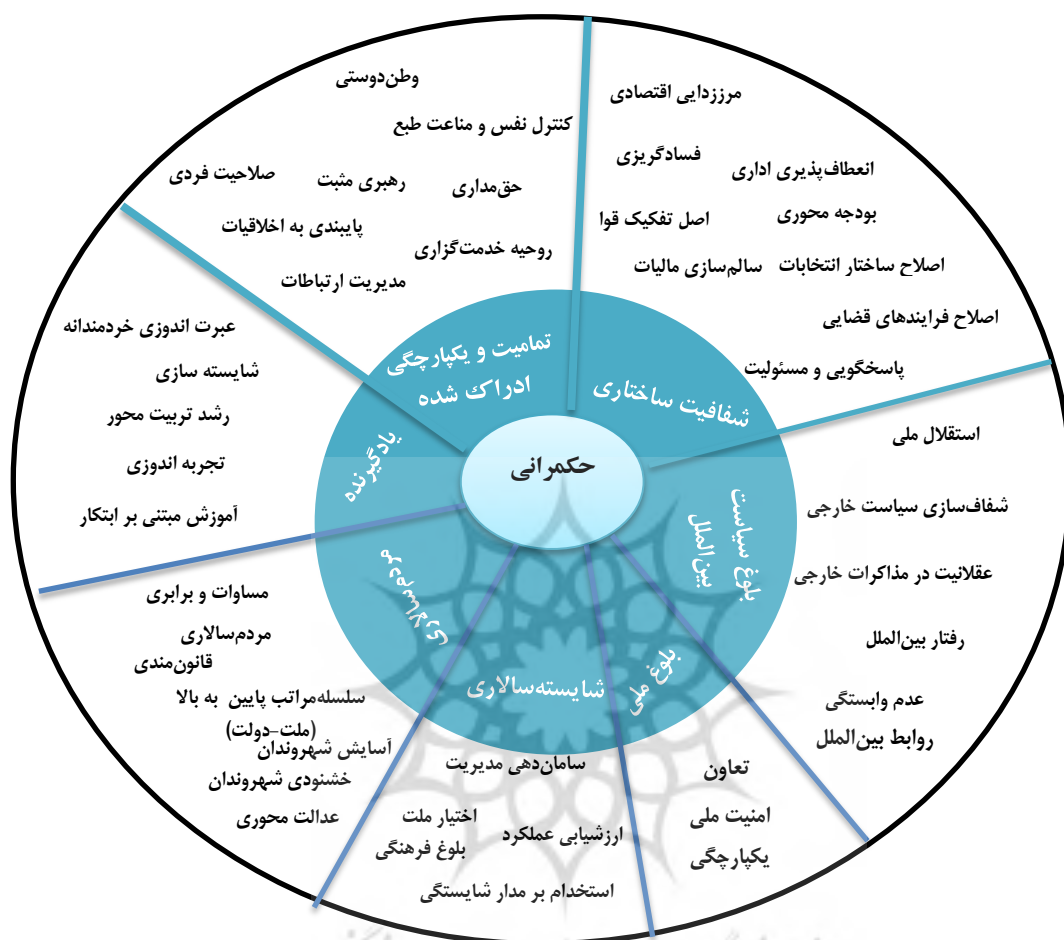 حکمرانی
شفافیت ساختاری
مرززدایی اقتصادی
فسادگریزی
انعطاف‌پذیری اداری
بودجه محوری
اصل تفکیک قوا
اصلاح ساختار انتخابات
سالم‌سازی مالیات
اصلاح فرایندهای قضایی
پاسخگویی و مسئولیت
بلوغ سیاست
بین‌الملل
استقلال ملی
شفاف‌سازی سیاست خارجی
عقلانیت در مذاکرات خارجی
رفتار بین‌الملل
عدم وابستگی
روابط بین‌الملل
بلوغ ملی
تعاون
امنیت ملی
یکپارچگی
شایسته‌سالاری
سامان‌دهی مدیریت
اختیار ملت
ارزشیابی عملکرد
بلوغ فرهنگی
استخدام بر مدار شایستگی
مردم‌سالاری
مساوات و برابری
مردم‌سالاری
قانون‌مندی
سلسله‌مراتب پایین به بالا
(ملت-دولت)
آسایش شهروندان
خشنودی شهروندان
عدالت محوری
یادگیرنده
عبرت اندوزی خردمندانه
شایسته سازی
رشد تربیت محور
تجربه اندوزی
آموزش مبتنی بر ابتکار
تمامیت و یکپارچگی
ادراک شده
وطن‌دوستی
کنترل نفس و مناعت طبع
صلاحیت فردی
رهبری مثبت
حق‌مداری
پایبندی به اخلاقیات
روحیه خدمت‌گزاری
مدیریت ارتباطات